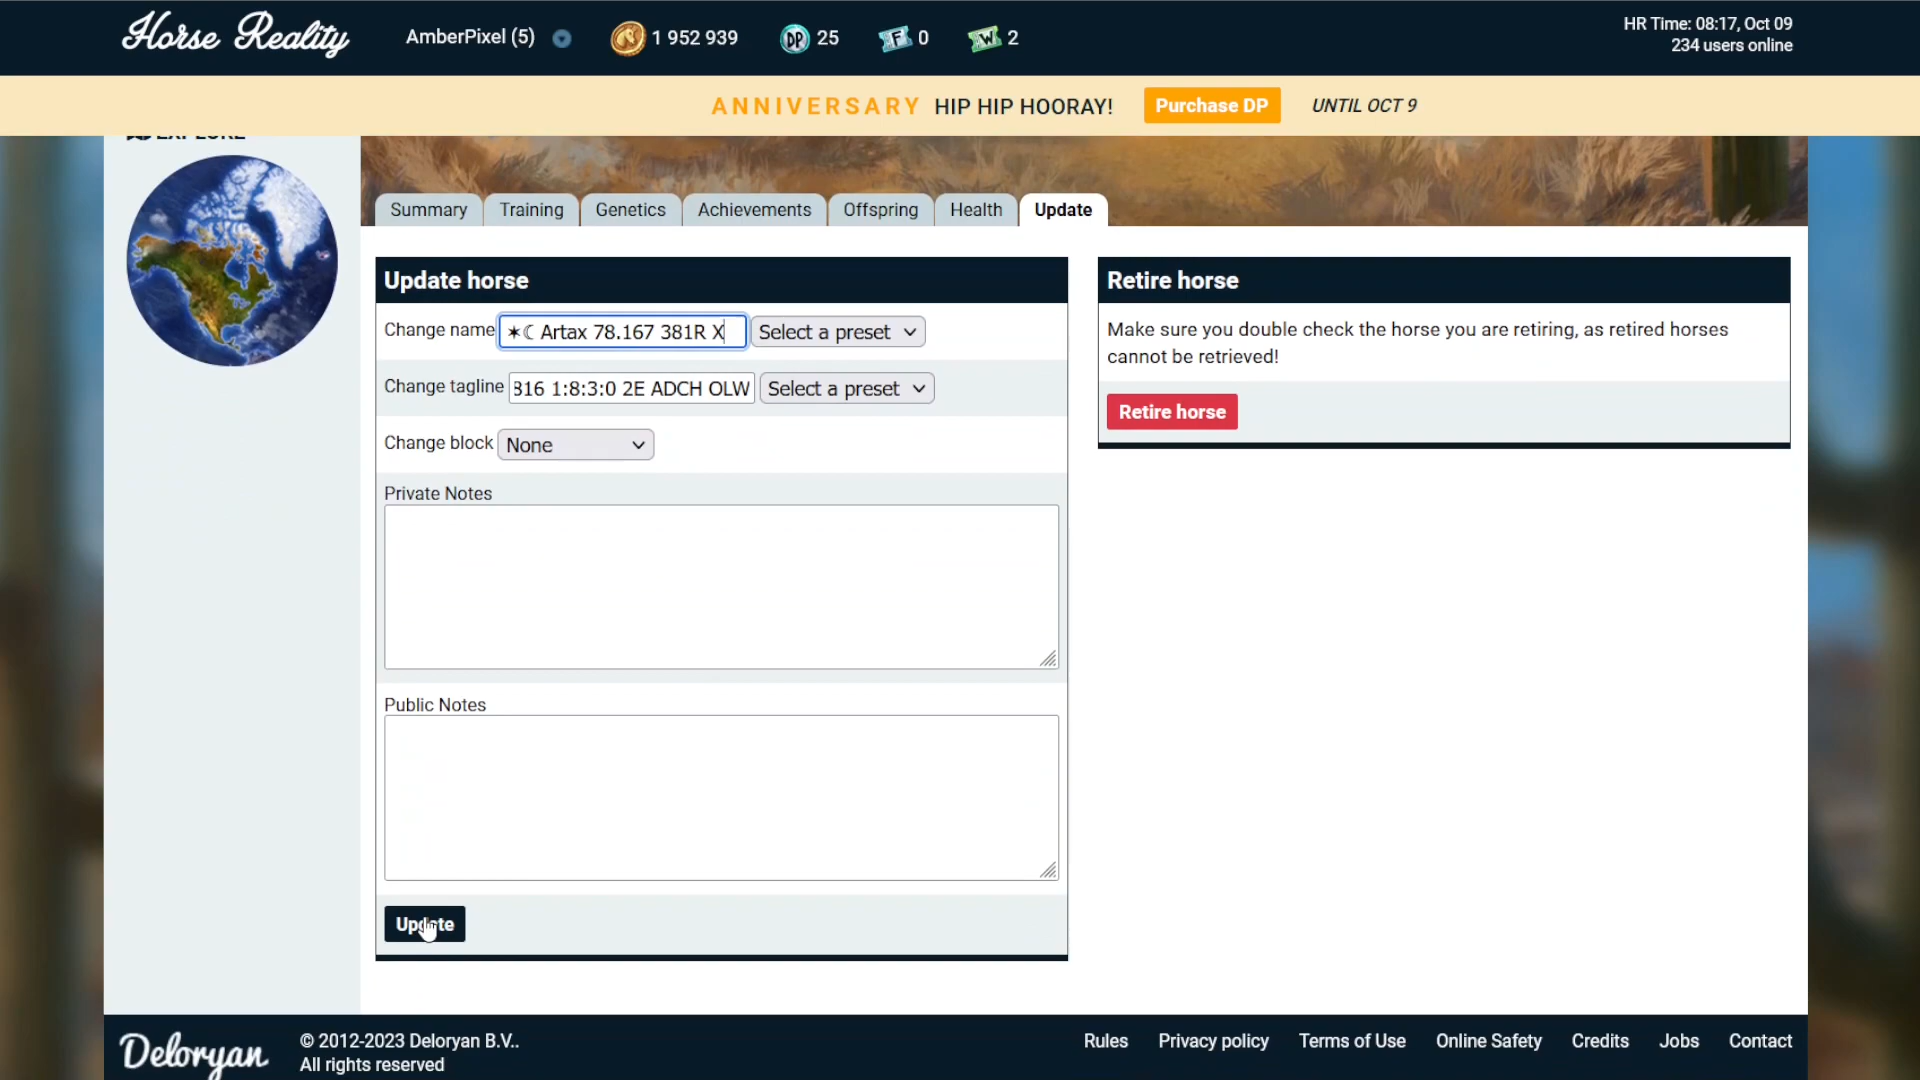 Horse Reality
AmberPixel (5)
1 952 939
DP 25
F 0
W 2
HR Time: 08:17, Oct 09
234 users online
ANNIVERSARY HIP HIP HOORAY! Purchase DP UNTIL OCT 9
EXPLORE
Summary Training Genetics Achievements Offspring Health Update
Update horse
Change name ✶☾ Artax 78.167 381R X Select a preset
Change tagline 316 1:8:3:0 2E ADCH OLW Select a preset
Change block None
Private Notes
Public Notes
Update
Retire horse
Make sure you double check the horse you are retiring, as retired horses
cannot be retrieved!
Retire horse
Deloryan
© 2012-2023 Deloryan B.V..
All rights reserved
Rules Privacy policy Terms of Use Online Safety Credits Jobs Contact